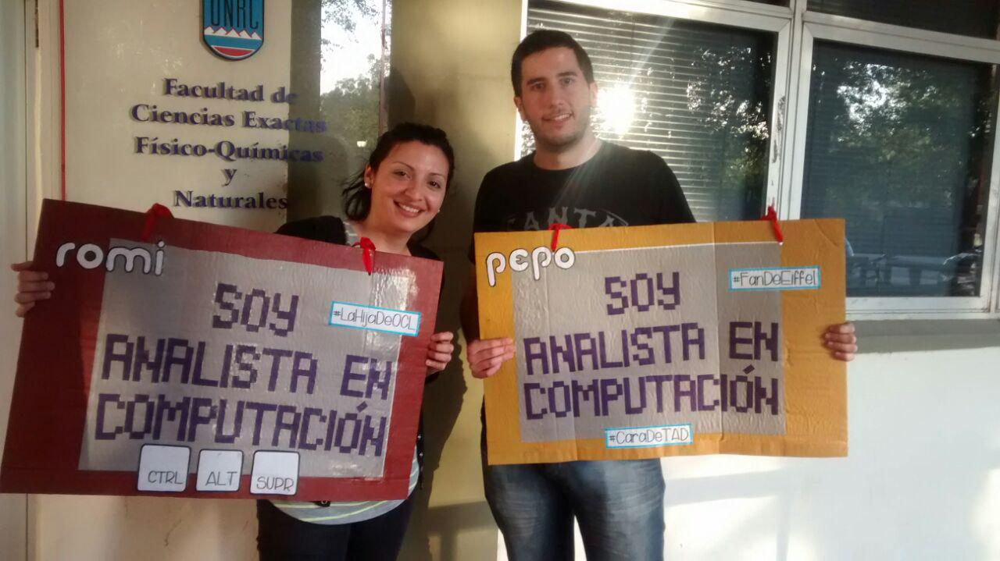 UNRC
Facultad de
Ciencias Exactas
Físico-Químicas
y
Naturales
romi
SOY
#LaHijaDeOCL
ANALISTA EN
COMPUTACIÓN
CTRL ALT SUPR
pepo
SOY
#FanDeEiffel
ANALISTA EN
COMPUTACIÓN
#CaraDeTAD